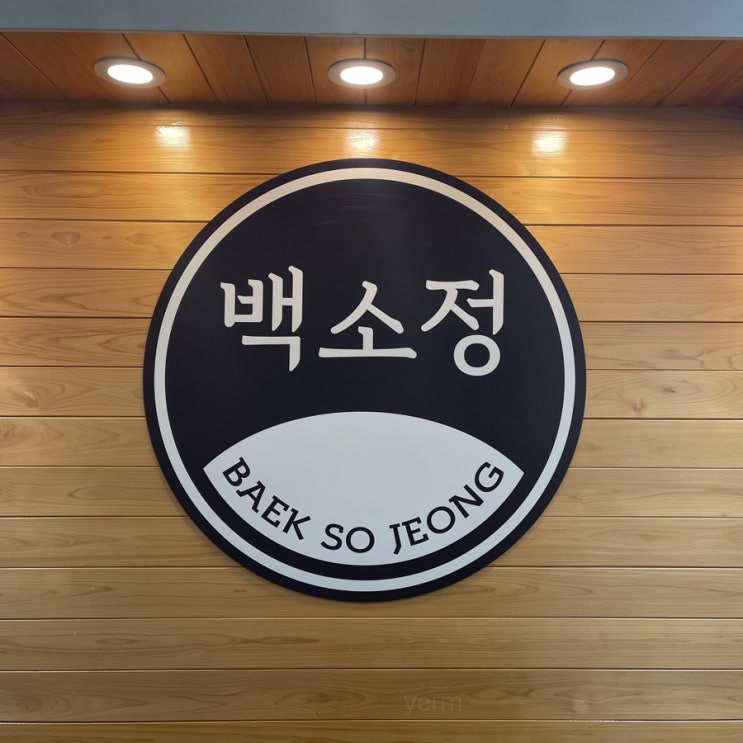 백소정
BAEK SO JEONG
yerm